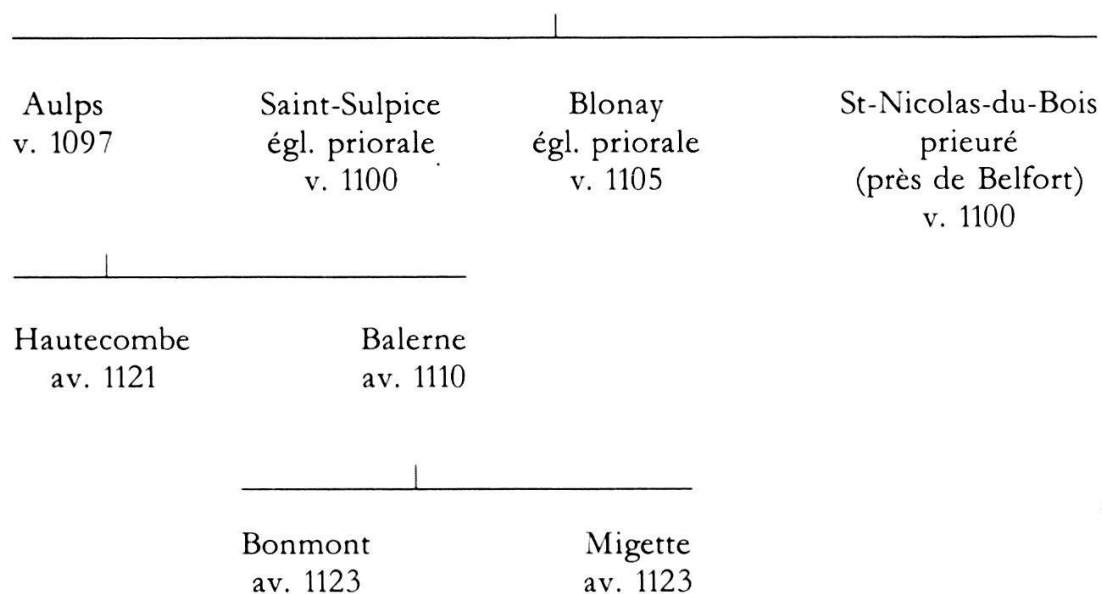 Aulps Saint-Sulpice Blonay St-Nicolas-du-Bois
v. 1097 égl. priorale égl. priorale prieuré
v. 1100 v. 1105 (près de Belfort)
v. 1100
Hautecombe Balerne
av. 1121 av. 1110
Bonmont Migette
av. 1123 av. 1123